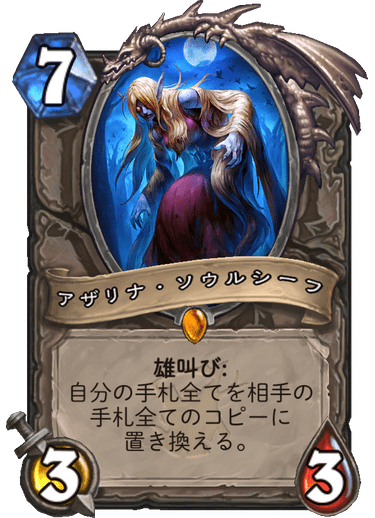 7
アザリナ・ソウルシーフ
雄叫び:
自分の手札全てを相手の
手札全てのコピーに
置き換える。
3
3